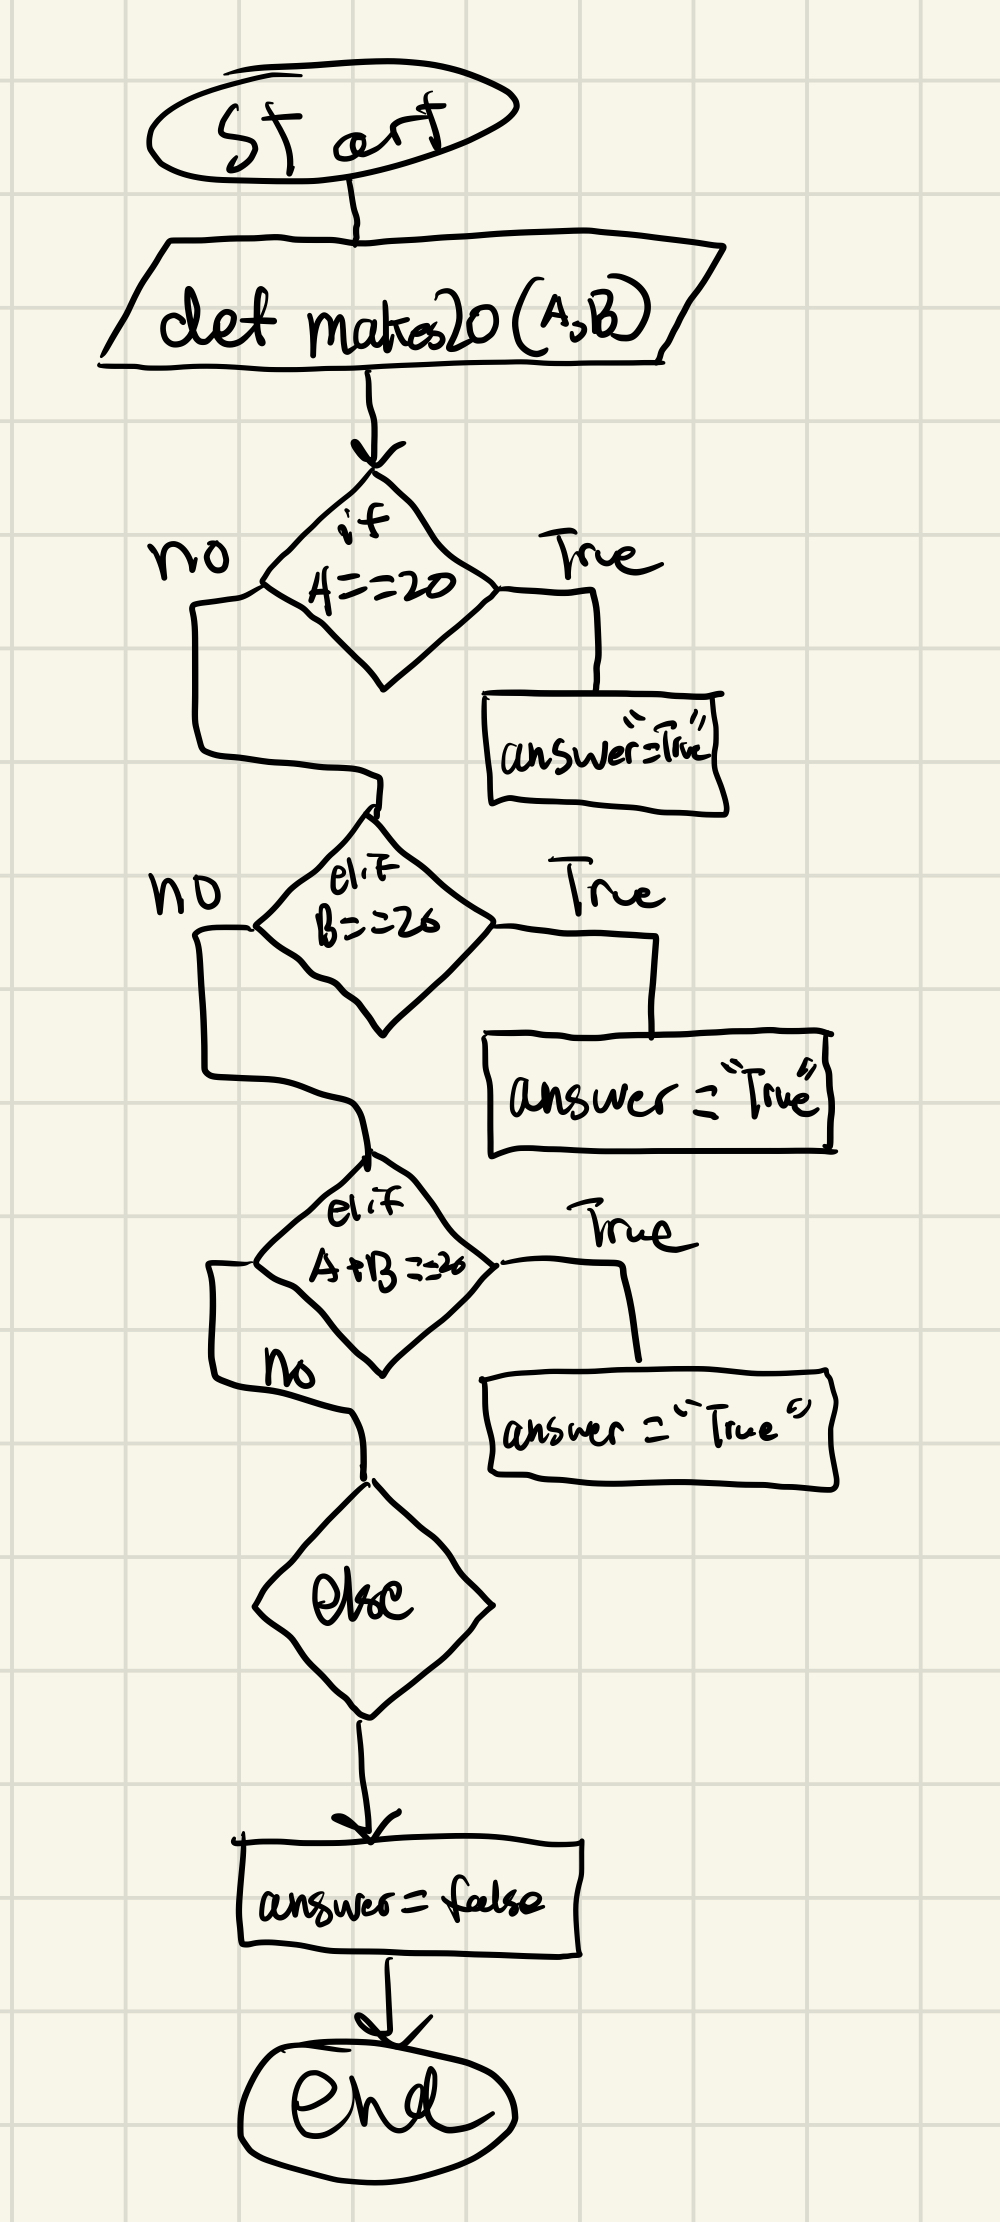 Start
def makes20 (A,B)
if
no
True
A==20
answer="True"
elif
no
True
B==20
answer = "True"
elif
True
A+B ==20
no
answer = "True"
else
answer = false
end